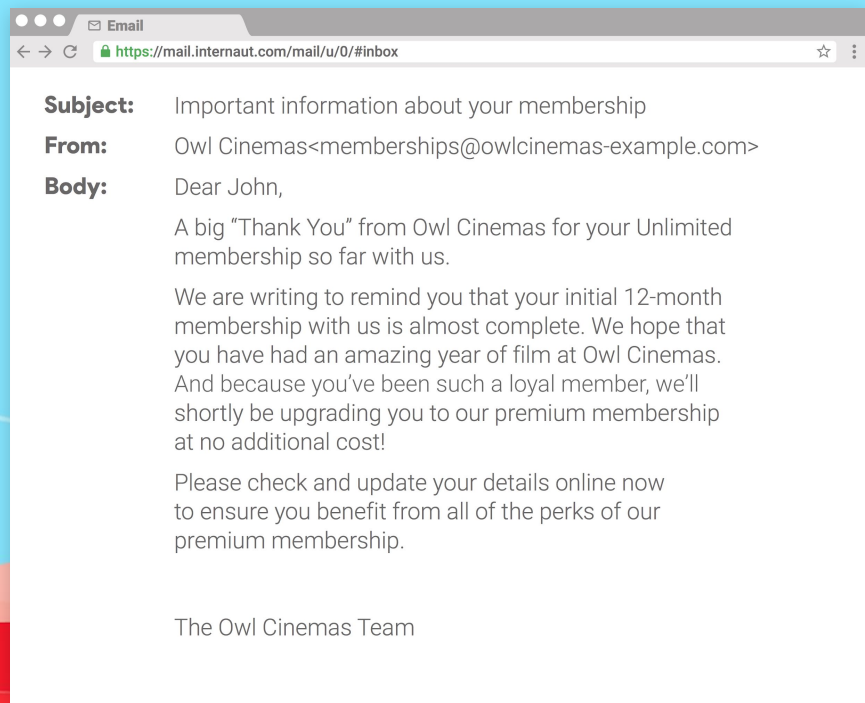 Email
https://mail.internaut.com/mail/u/0/#inbox
Subject: Important information about your membership
From: Owl Cinemas<memberships@owlcinemas-example.com>
Body: Dear John,
A big “Thank You” from Owl Cinemas for your Unlimited
membership so far with us.
We are writing to remind you that your initial 12-month
membership with us is almost complete. We hope that
you have had an amazing year of film at Owl Cinemas.
And because you’ve been such a loyal member, we’ll
shortly be upgrading you to our premium membership
at no additional cost!
Please check and update your details online now
to ensure you benefit from all of the perks of our
premium membership.
The Owl Cinemas Team